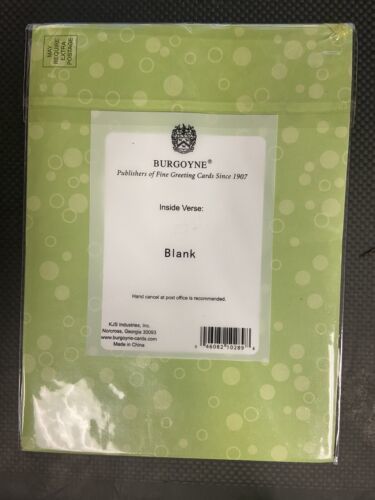 MAY
REQUIRE
EXTRA
POSTAGE
BURGOYNE®
Publishers of Fine Greeting Cards Since 1907
Inside Verse:
Blank
Hand cancel at post office is recommended.
KJS Industries, Inc.
Norcross, Georgia 30093
www.burgoyne-cards.com
Made in China